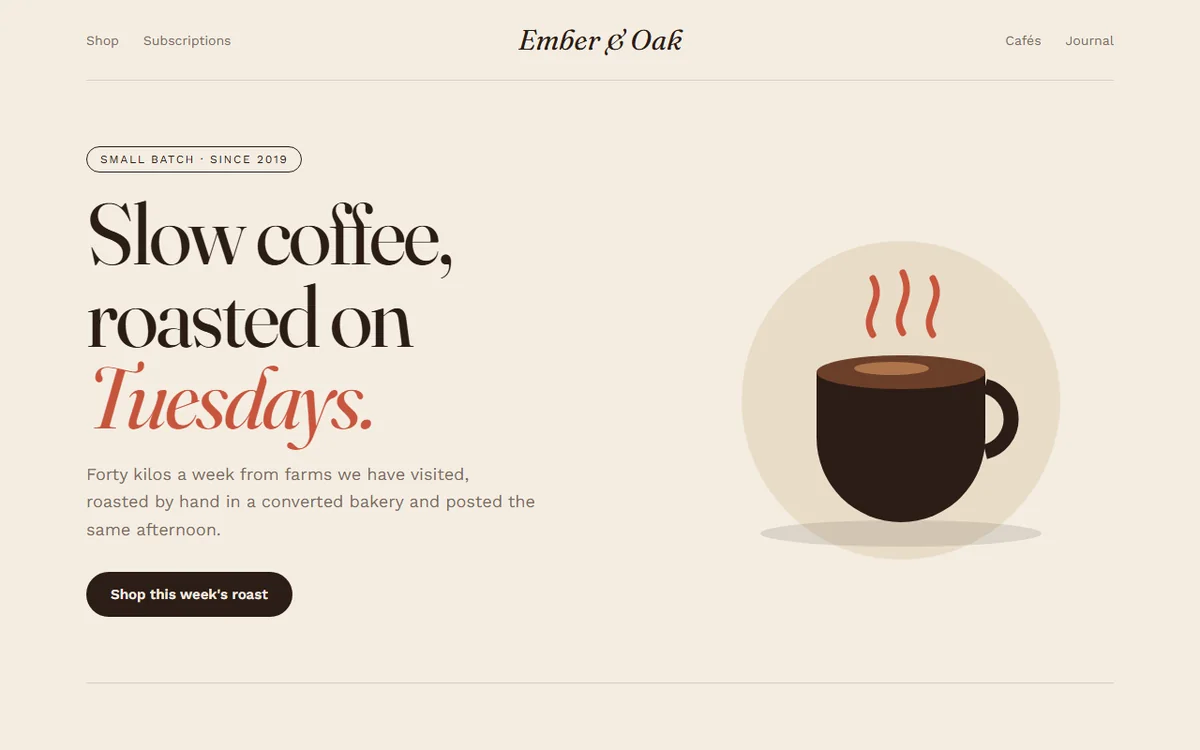 Shop Subscriptions Ember & Oak Cafés Journal
SMALL BATCH · SINCE 2019
Slow coffee,
roasted on
Tuesdays.
Forty kilos a week from farms we have visited,
roasted by hand in a converted bakery and posted the
same afternoon.
Shop this week's roast